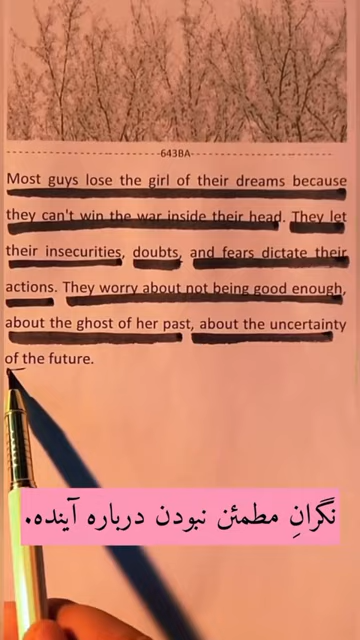 643BA
Most guys lose the girl of their dreams because
they can't win the war inside their head. They let
their insecurities, doubts, and fears dictate their
actions. They worry about not being good enough,
about the ghost of her past, about the uncertainty
of the future.
نگرانِ مطمئن نبودن درباره آینده.